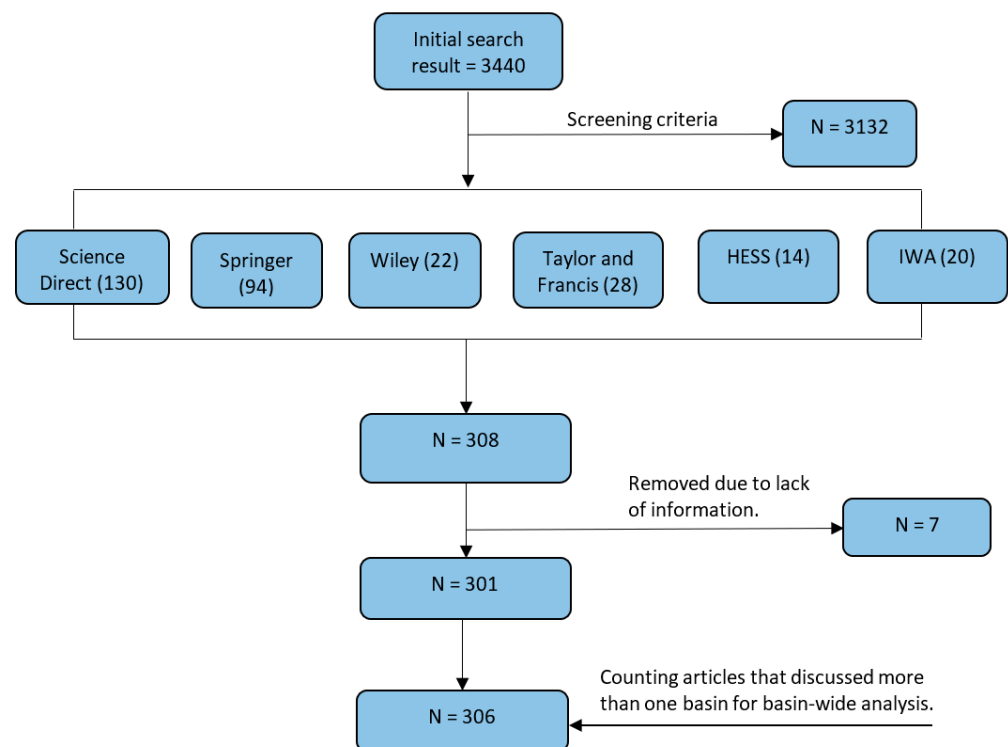 Initial search
result = 3440
Screening criteria
N = 3132
Science
Direct (130)
Springer
(94)
Wiley (22)
Taylor and
Francis (28)
HESS (14)
IWA (20)
N = 308
Removed due to lack
of information.
N = 7
N = 301
Counting articles that discussed more
than one basin for basin-wide analysis.
N = 306